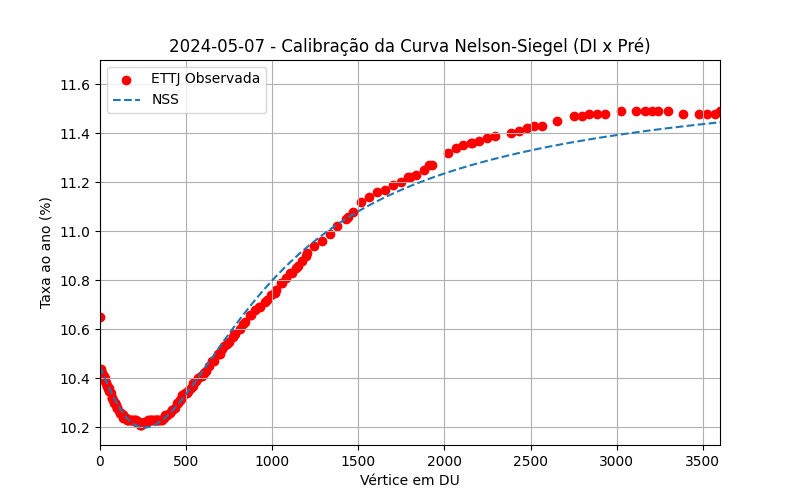 2024-05-07 - Calibração da Curva Nelson-Siegel (DI x Pré)
ETTJ Observada
NSS
Taxa ao ano (%)
11.6
11.4
11.2
11.0
10.8
10.6
10.4
10.2
0 500 1000 1500 2000 2500 3000 3500
Vértice em DU